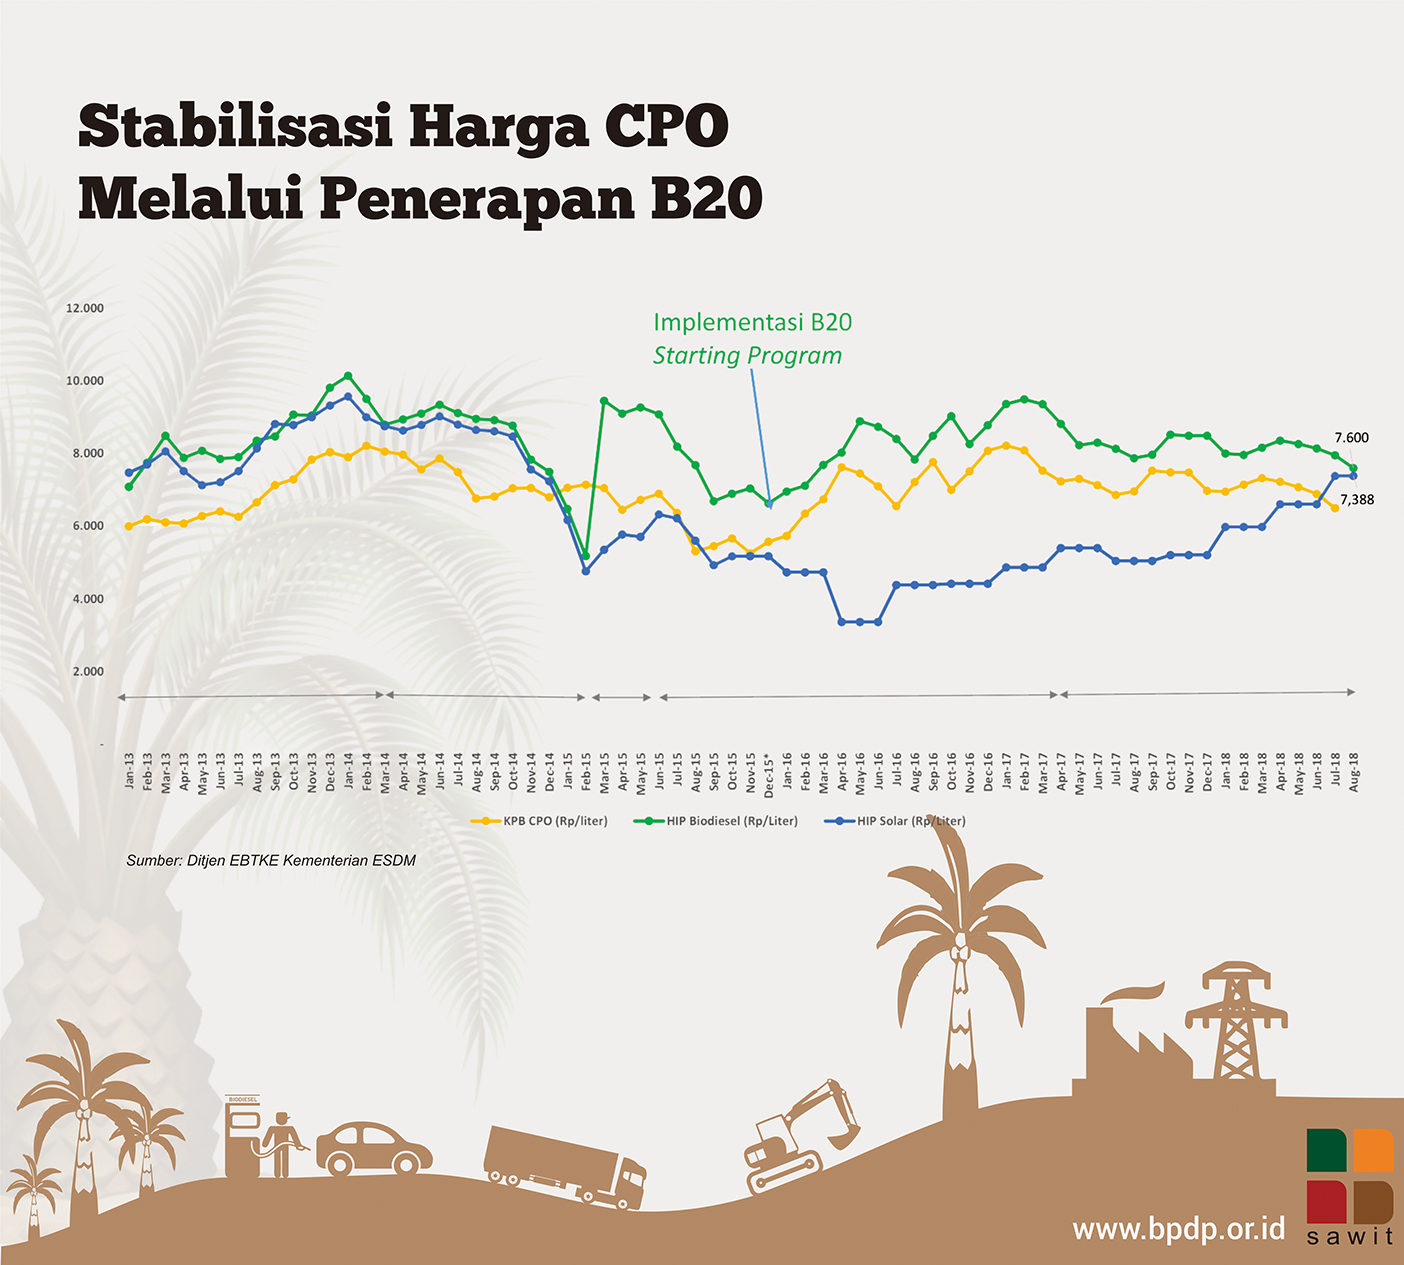 Stabilisasi Harga CPO
Melalui Penerapan B20
Implementasi B20
Starting Program
12.000
10.000
8.000
6.000
4.000
2.000
-
7.600
7,388
Jan-13 Feb-13 Mar-13 Apr-13 May-13 Jun-13 Jul-13 Aug-13 Sep-13 Oct-13 Nov-13 Dec-13 Jan-14 Feb-14 Mar-14 Apr-14 May-14 Jun-14 Jul-14 Aug-14 Sep-14 Oct-14 Nov-14 Dec-14 Jan-15 Feb-15 Mar-15 Apr-15 May-15 Jun-15 Jul-15 Aug-15 Sep-15 Oct-15 Nov-15 Dec-15* Jan-16 Feb-16 Mar-16 Apr-16 May-16 Jun-16 Jul-16 Aug-16 Sep-16 Oct-16 Nov-16 Dec-16 Jan-17 Feb-17 Mar-17 Apr-17 May-17 Jun-17 Jul-17 Aug-17 Sep-17 Oct-17 Nov-17 Dec-17 Jan-18 Feb-18 Mar-18 Apr-18 May-18 Jun-18 Jul-18 Aug-18
KPB CPO (Rp/liter) HIP Biodiesel (Rp/Liter) HIP Solar (Rp/Liter)
Sumber: Ditjen EBTKE Kementerian ESDM
BIODIESEL
www.bpdp.or.id
sawit